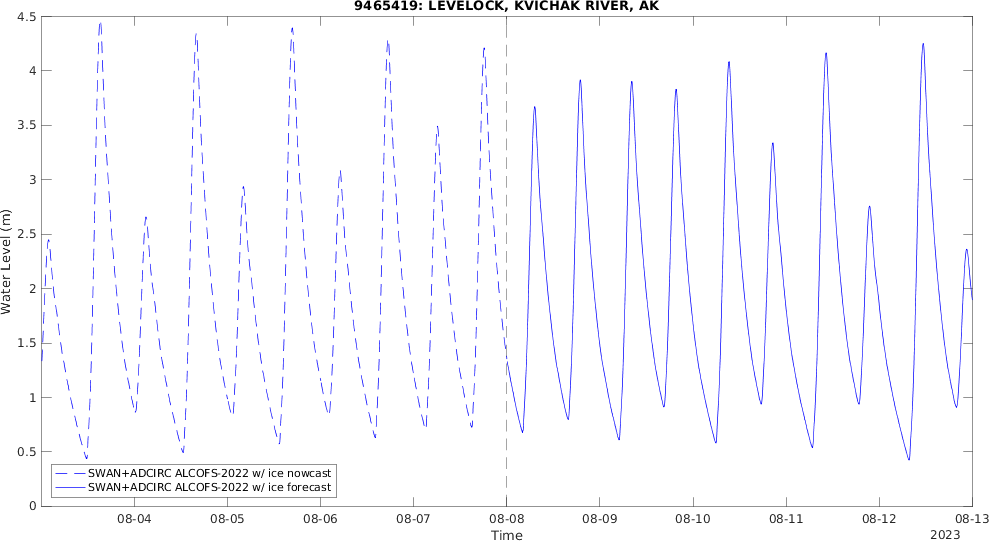 9465419: LEVELOCK, KVICHAK RIVER, AK
4.5
4
3.5
3
2.5
2
1.5
1
0.5
0
Water Level (m)
SWAN+ADCIRC ALCOFS-2022 w/ ice nowcast
SWAN+ADCIRC ALCOFS-2022 w/ ice forecast
08-04 08-05 08-06 08-07 08-08 08-09 08-10 08-11 08-12 08-13
Time
2023